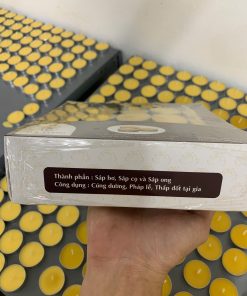 Thành phần : Sáp bơ, Sáp cọ và Sáp ong
Công dụng : Cúng dường, Pháp lễ, Thắp đốt tại gia